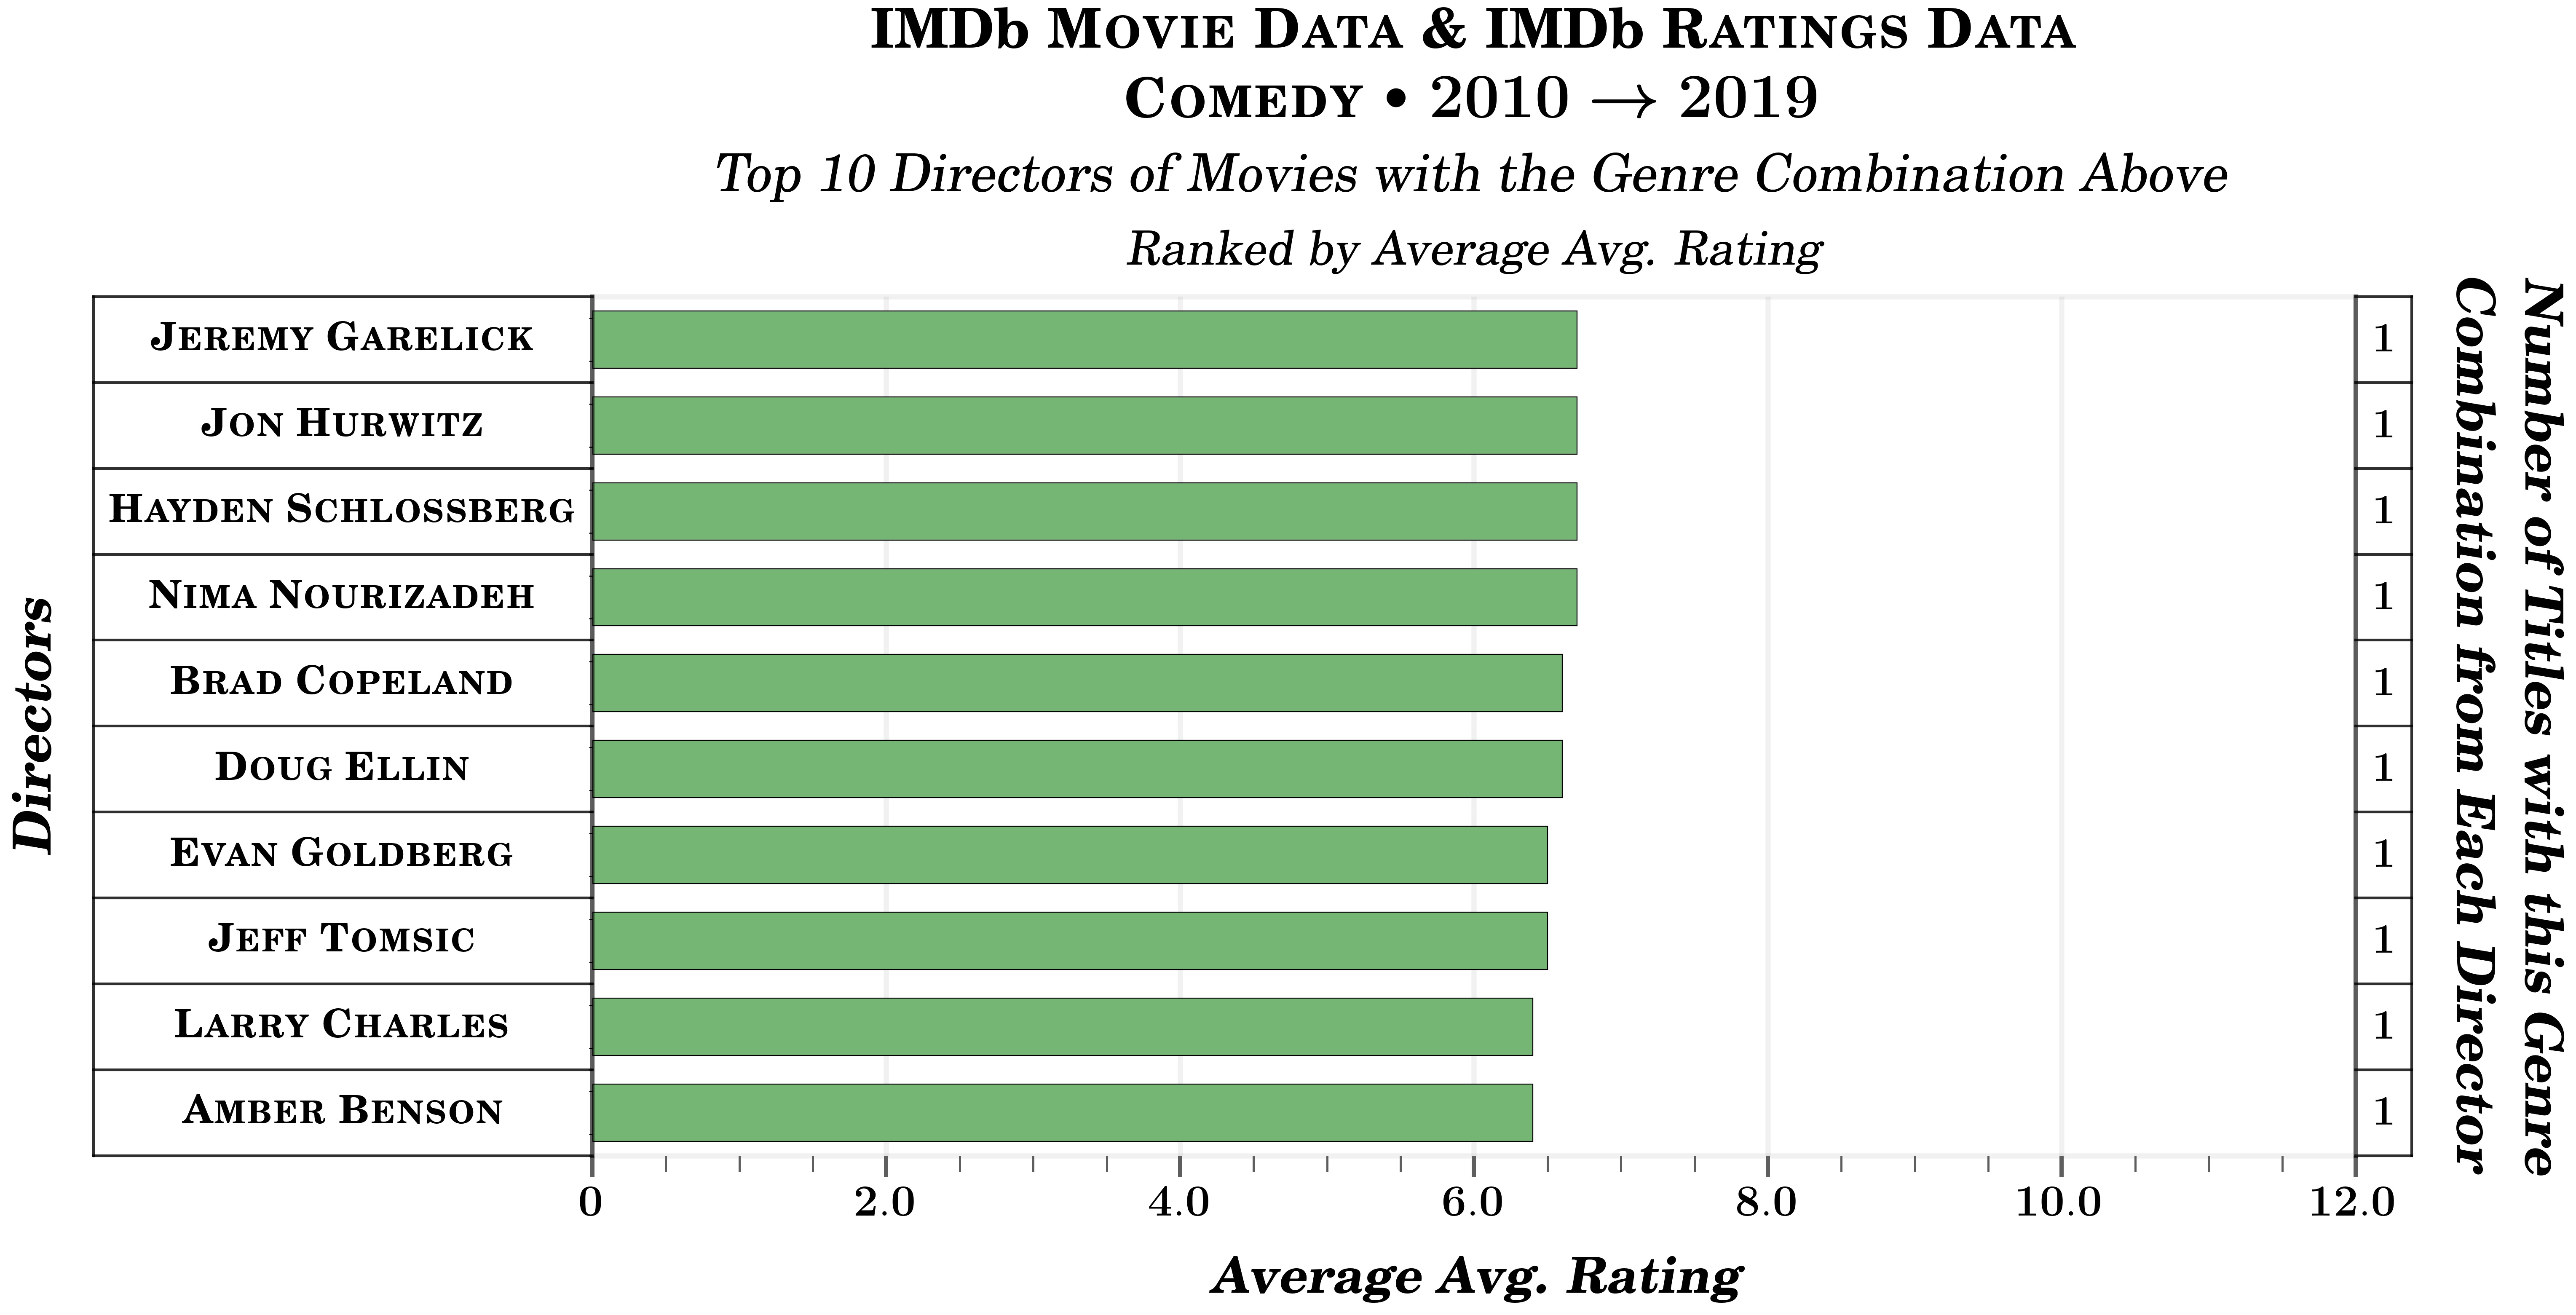 IMDb Movie Data & IMDb Ratings Data
Comedy • 2010 → 2019
Top 10 Directors of Movies with the Genre Combination Above
Ranked by Average Avg. Rating
Directors
Jeremy Garelick 1
Jon Hurwitz 1
Hayden Schlossberg 1
Nima Nourizadeh 1
Brad Copeland 1
Doug Ellin 1
Evan Goldberg 1
Jeff Tomsic 1
Larry Charles 1
Amber Benson 1
Number of Titles with this Genre
Combination from Each Director
0 2.0 4.0 6.0 8.0 10.0 12.0
Average Avg. Rating